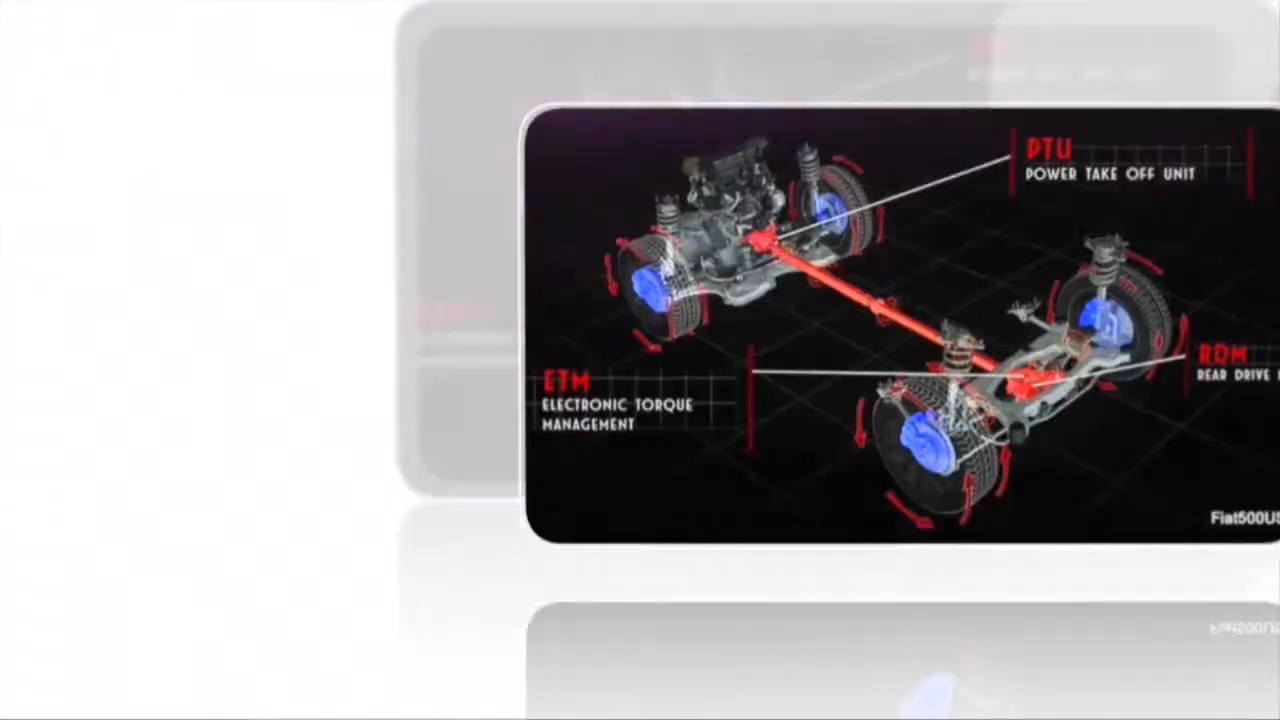 PTU
POWER TAKE OFF UNIT
RDM
REAR DRIVE
ETM
ELECTRONIC TORQUE
MANAGEMENT
Fiat500US